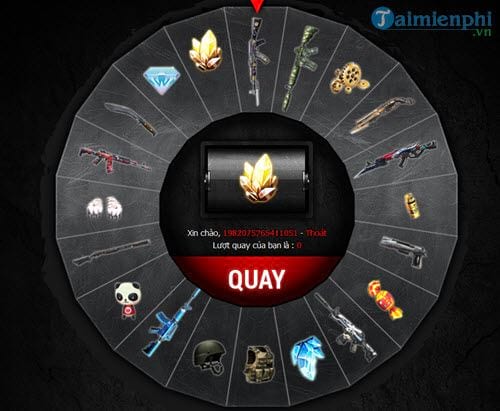 Taimienphi
.vn
Xin chào, 1982075765411051 - Thoát
Lượt quay của bạn là : 0
QUAY